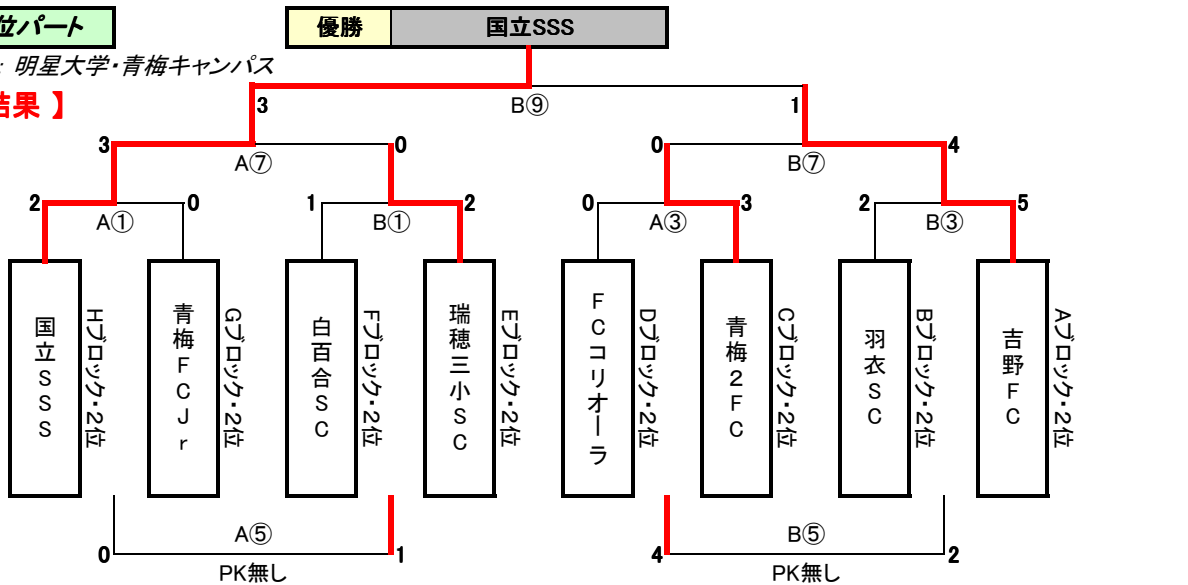 位パート
優勝 国立SSS
: 明星大学・青梅キャンパス
結果 】
3 B⑨ 1
3 A⑦ 0
0 B⑦ 4
2 A① 0
1 B① 2
0 A③ 3
2 B③ 5
国立SSS
Hブロック・2位
青梅FCJr
Gブロック・2位
白百合SC
Fブロック・2位
瑞穂三小SC
Eブロック・2位
FCコリオーラ
Dブロック・2位
青梅2FC
Cブロック・2位
羽衣SC
Bブロック・2位
吉野FC
Aブロック・2位
0 A⑤ 1
PK無し
4 B⑤ 2
PK無し